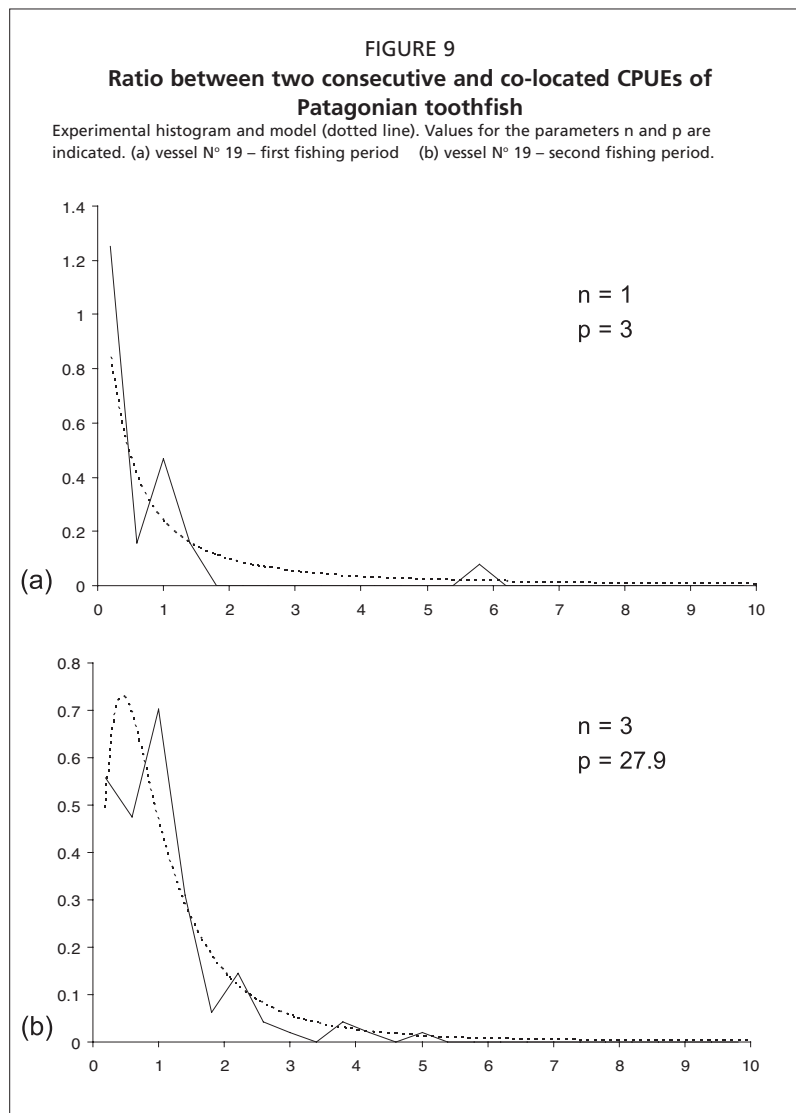 FIGURE 9
Ratio between two consecutive and co-located CPUEs of
Patagonian toothfish
Experimental histogram and model (dotted line). Values for the parameters n and p are
indicated. (a) vessel N° 19 – first fishing period (b) vessel N° 19 – second fishing period.
1.4
1.2
1
0.8
0.6
0.4
0.2
0
n = 1
p = 3
(a)
0 1 2 3 4 5 6 7 8 9 10
0.8
0.7
0.6
0.5
0.4
0.3
0.2
0.1
0
n = 3
p = 27.9
(b)
0 1 2 3 4 5 6 7 8 9 10